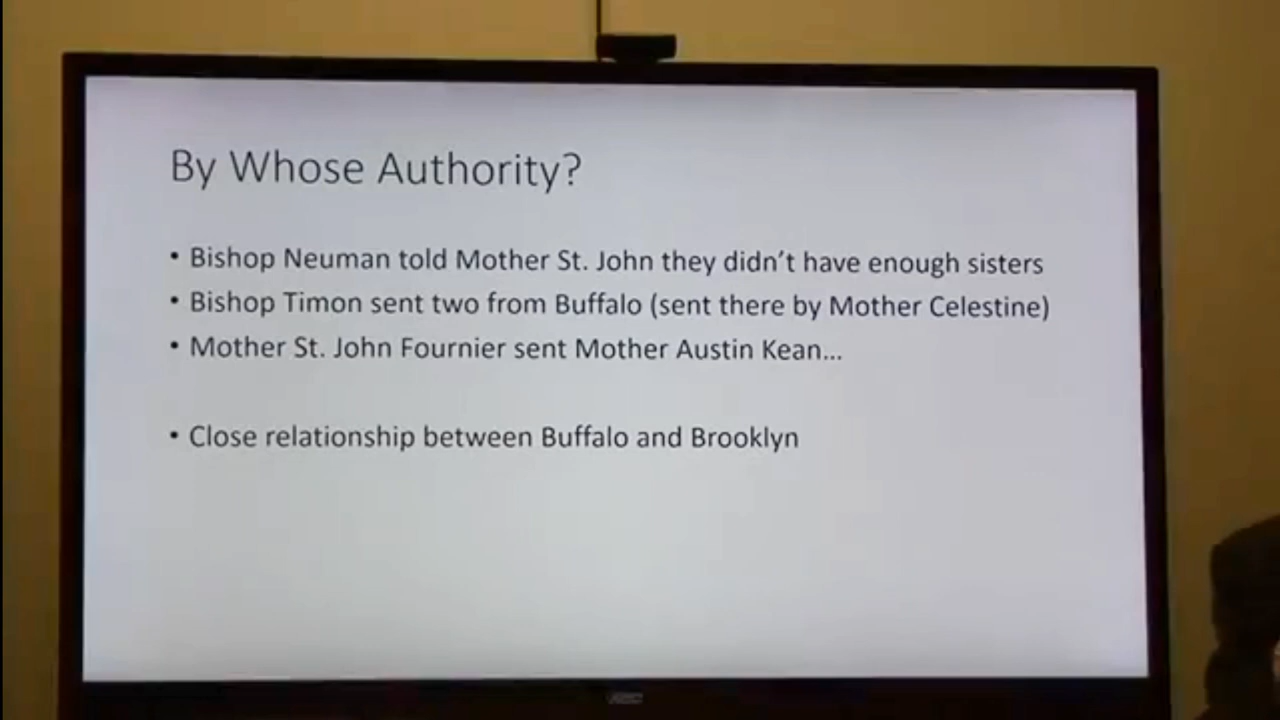 By Whose Authority?
• Bishop Neuman told Mother St. John they didn't have enough sisters
• Bishop Timon sent two from Buffalo (sent there by Mother Celestine)
• Mother St. John Fournier sent Mother Austin Kean...
• Close relationship between Buffalo and Brooklyn